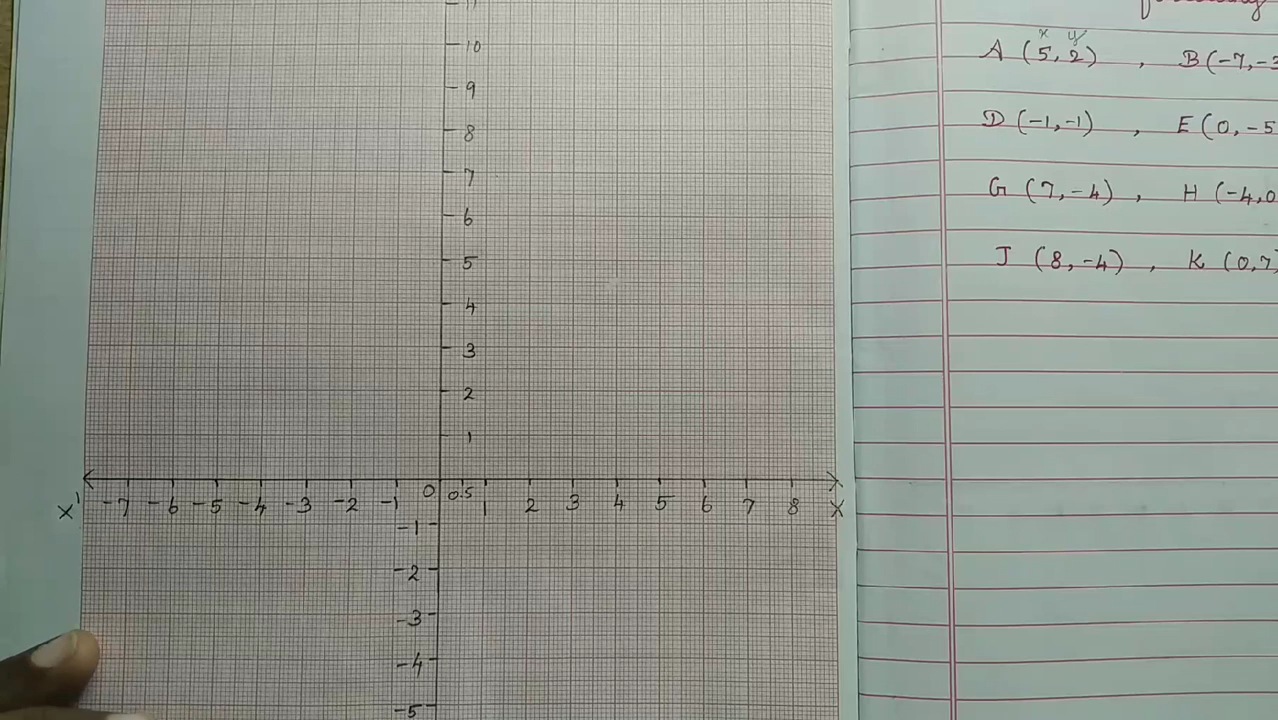 11
10
9
8
7
6
5
4
3
2
1
X' -7 -6 -5 -4 -3 -2 -1 0 0.5 1 2 3 4 5 6 7 8 X
-1
-2
-3
-4
-5
x y
A (5, 2) , B (-7, -3
D (-1, -1) , E (0, -5
G (7, -4) , H (-4, 0
J (8, -4) , K (0, 7)